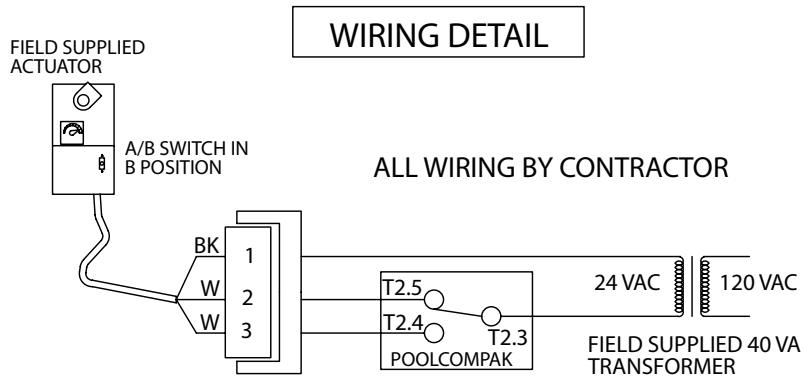 WIRING DETAIL
FIELD SUPPLIED
ACTUATOR
A/B SWITCH IN
B POSITION
ALL WIRING BY CONTRACTOR
BK
1
W
2
W
3
T2.5
T2.4
T2.3
POOLCOMPAK
24 VAC
120 VAC
FIELD SUPPLIED 40 VA
TRANSFORMER